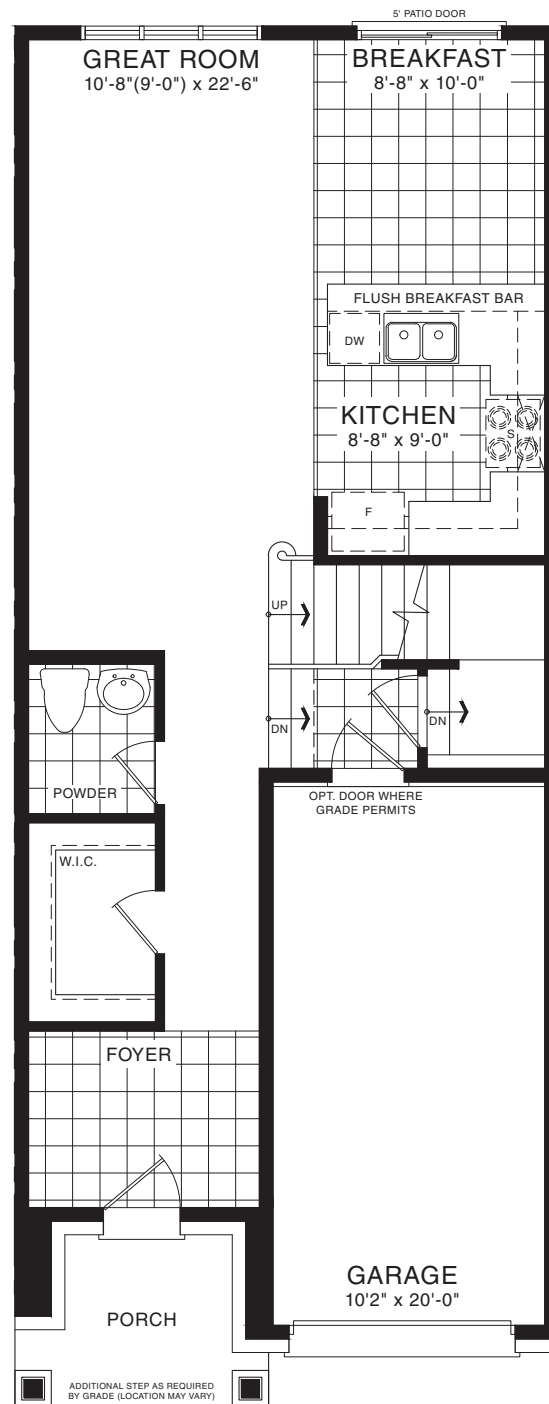 5' PATIO DOOR
GREAT ROOM
10'-8"(9'-0") x 22'-6"
BREAKFAST
8'-8" x 10'-0"
FLUSH BREAKFAST BAR
DW
KITCHEN
8'-8" x 9'-0"
S
F
UP
DN
DN
POWDER
OPT. DOOR WHERE
GRADE PERMITS
W.I.C.
FOYER
GARAGE
10'2" x 20'-0"
PORCH
ADDITIONAL STEP AS REQUIRED
BY GRADE (LOCATION MAY VARY)